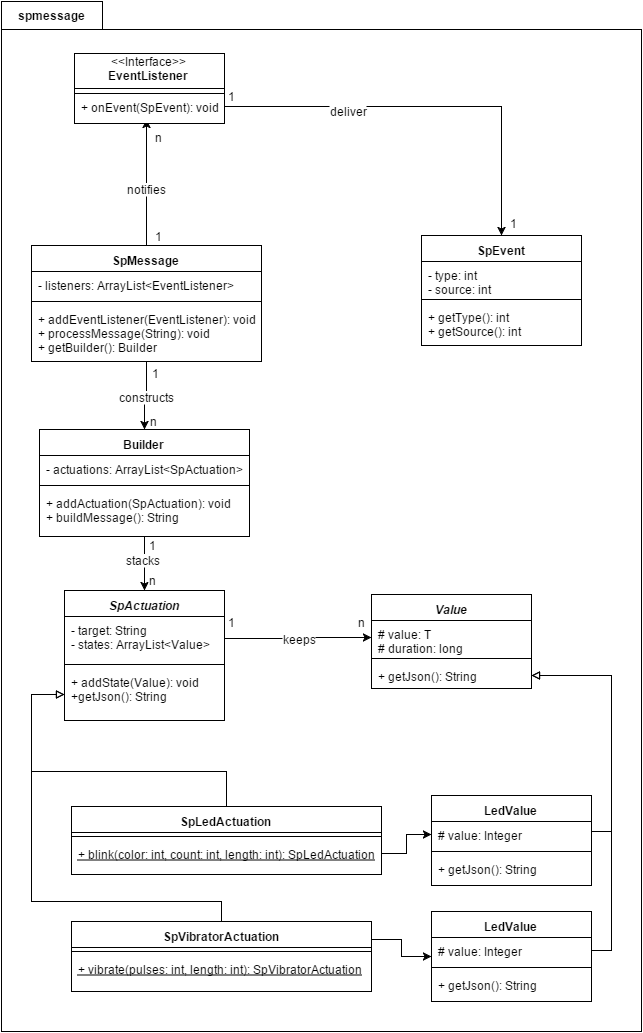 spmessage
<<Interface>>
EventListener
+ onEvent(SpEvent): void
1
deliver
n
notifies
1
1
SpMessage
- listeners: ArrayList<EventListener>
+ addEventListener(EventListener): void
+ processMessage(String): void
+ getBuilder(): Builder
SpEvent
- type: int
- source: int
+ getType(): int
+ getSource(): int
1
constructs
n
Builder
- actuations: ArrayList<SpActuation>
+ addActuation(SpActuation): void
+ buildMessage(): String
1
stacks
n
SpActuation
- target: String
- states: ArrayList<Value>
+ addState(Value): void
+getJson(): String
1
keeps
n
Value
# value: T
# duration: long
+ getJson(): String
SpLedActuation
+ blink(color: int, count: int, length: int): SpLedActuation
LedValue
# value: Integer
+ getJson(): String
SpVibratorActuation
+ vibrate(pulses: int, length: int): SpVibratorActuation
LedValue
# value: Integer
+ getJson(): String